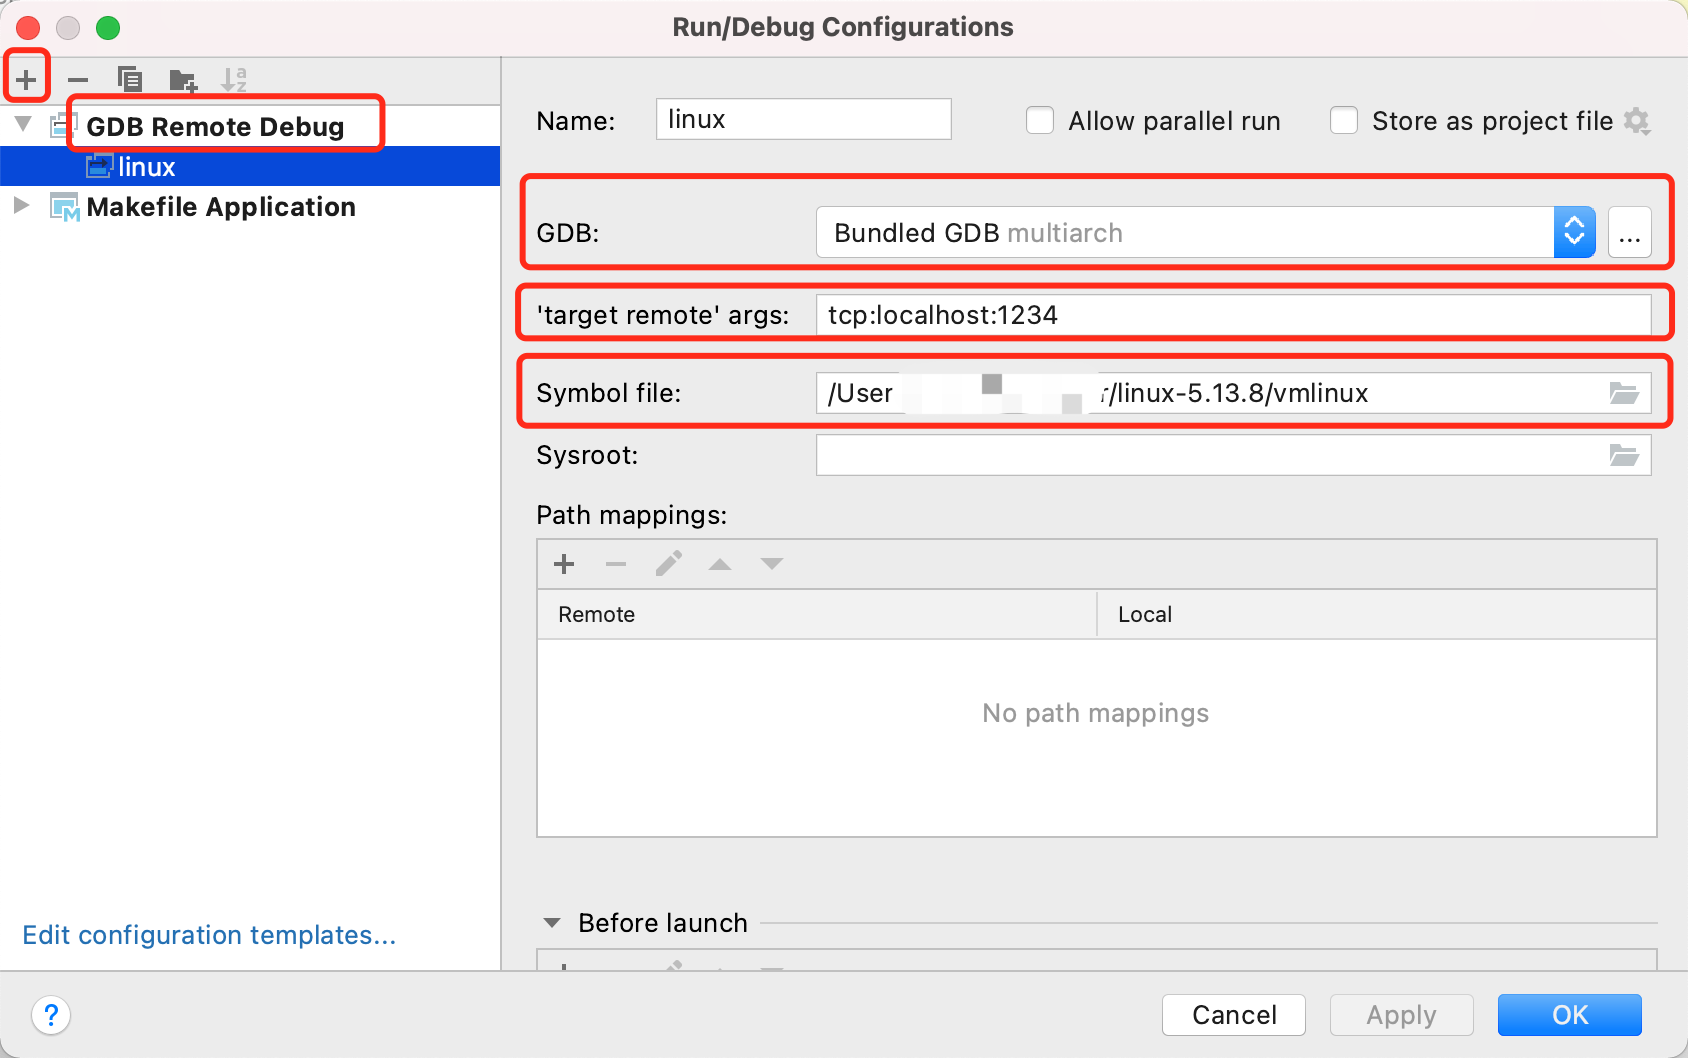 Run/Debug Configurations
GDB Remote Debug
linux
Makefile Application
Edit configuration templates...
Name: linux
Allow parallel run
Store as project file
GDB: Bundled GDB multiarch
...
'target remote' args: tcp:localhost:1234
Symbol file: /User r/linux-5.13.8/vmlinux
Sysroot:
Path mappings:
Remote Local
No path mappings
Before launch
? Cancel Apply OK